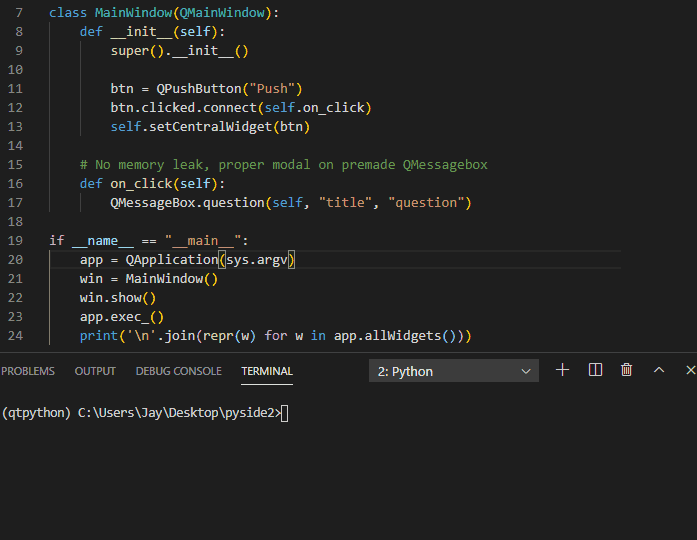 7 class MainWindow(QMainWindow):
8 def __init__(self):
9 super().__init__()
10
11 btn = QPushButton("Push")
12 btn.clicked.connect(self.on_click)
13 self.setCentralWidget(btn)
14
15 # No memory leak, proper modal on premade QMessagebox
16 def on_click(self):
17 QMessageBox.question(self, "title", "question")
18
19 if __name__ == "__main__":
20 app = QApplication(sys.argv)
21 win = MainWindow()
22 win.show()
23 app.exec_()
24 print('\n'.join(repr(w) for w in app.allWidgets()))
PROBLEMS OUTPUT DEBUG CONSOLE TERMINAL 2: Python
(qtpython) C:\Users\Jay\Desktop\pyside2>